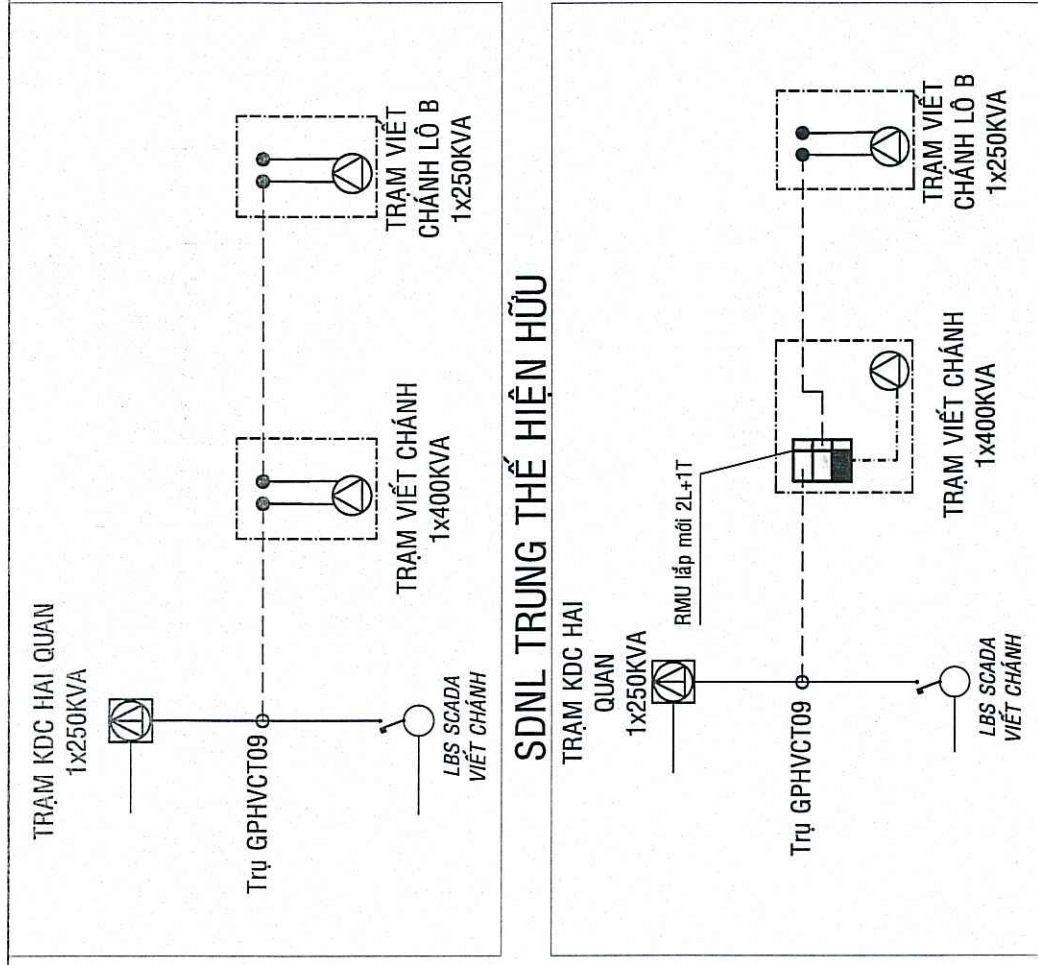 TRẠM KDC HAI QUAN
1x250KVA
Trụ GPHVCT09
LBS SCADA
VIẾT CHÁNH
TRẠM VIẾT CHÁNH
1x400KVA
TRẠM VIẾT
CHÁNH LÔ B
1x250KVA
SDNL TRUNG THẾ HIỆN HỮU
TRẠM KDC HAI
QUAN
1x250KVA
RMU lắp mới 2L+1T
Trụ GPHVCT09
LBS SCADA
VIẾT CHÁNH
TRẠM VIẾT CHÁNH
1x400KVA
TRẠM VIẾT
CHÁNH LÔ B
1x250KVA